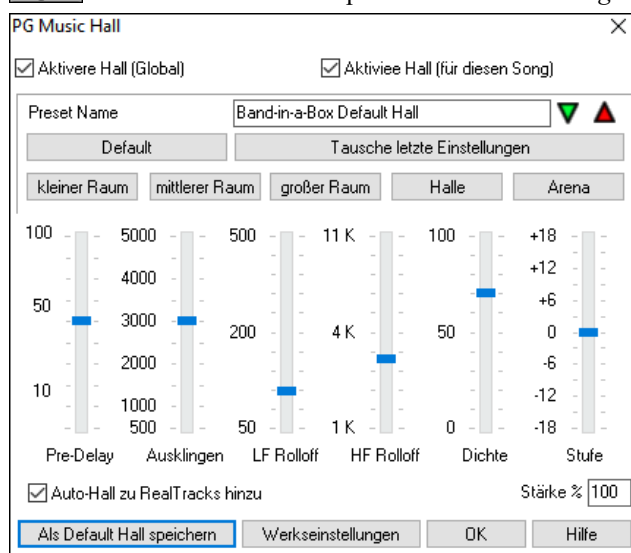 PG Music Hall
Aktivere Hall (Global) Aktiviee Hall (für diesen Song)
Preset Name Band-in-a-Box Default Hall
Default Tausche letzte Einstellungen
kleiner Raum mittlerer Raum großer Raum Halle Arena
100 5000 500 11 K 100 +18
+12
4000
50 +6
3000
200 4 K 50 0
2000 -6
10
-12
1000
500 50 1 K 0 -18
Pre-Delay Ausklingen LF Rolloff HF Rolloff Dichte Stufe
Auto-Hall zu RealTracks hinzu Stärke % 100
Als Default Hall speichern Werkseinstellungen OK Hilfe